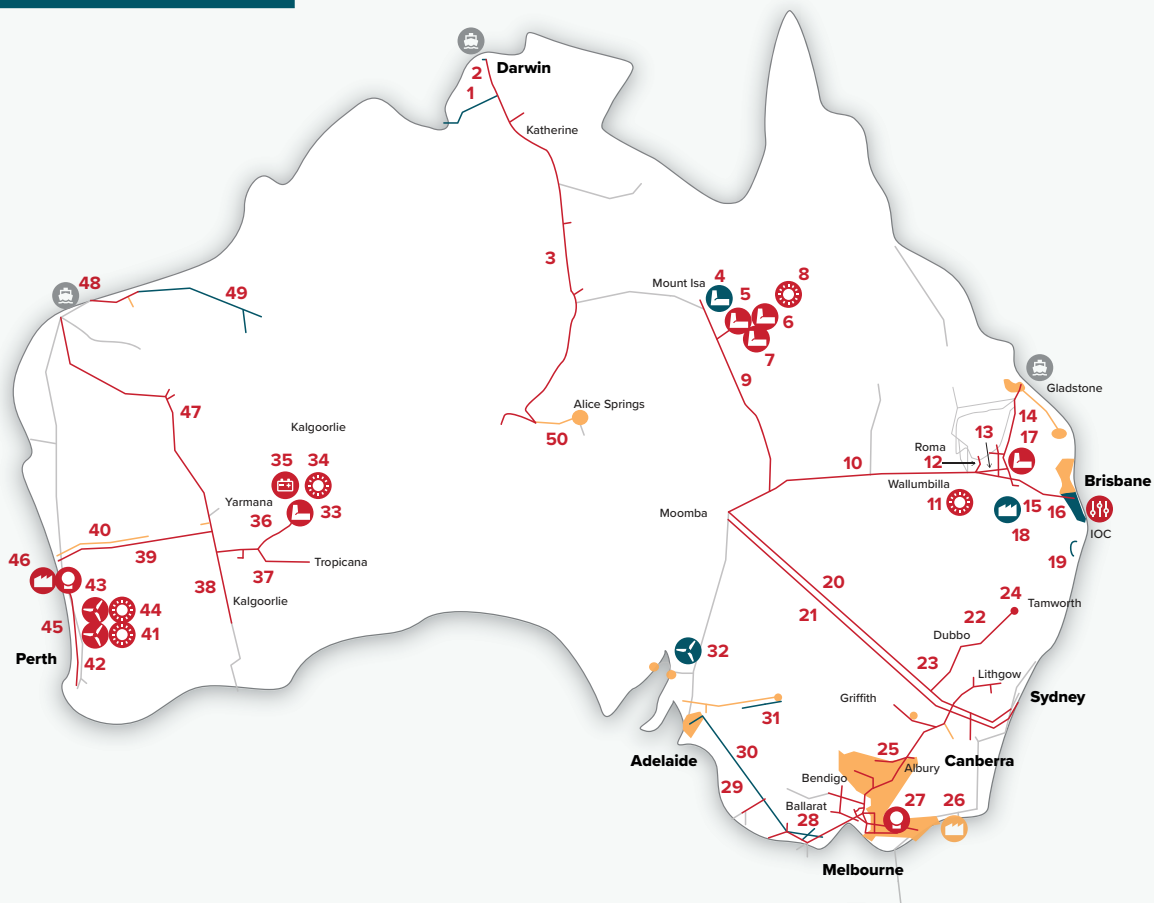 Darwin
2
1
Katherine
3
48
49
Mount Isa
4
5
8
6
7
9
47
Kalgoorlie
Alice Springs
50
Gladstone
14
13
17
Roma
12
10
Wallumbilla
11
15
16
Brisbane
IOC
18
19
35
34
Yarmana
36
33
Moomba
40
39
37
Tropicana
46
43
38
Kalgoorlie
44
45
41
Perth
42
20
21
24
Tamworth
22
Dubbo
23
32
Lithgow
Griffith
Sydney
31
Adelaide
30
25
Canberra
Albury
Bendigo
29
Ballarat
27
26
28
Melbourne